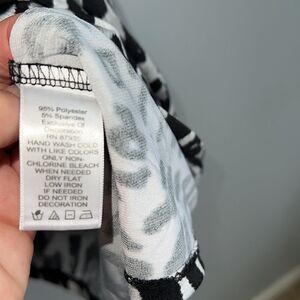 95% Polyester
5% Spandex
Exclusive Of
Decoration
RN 87935
HAND WASH COLD
WITH LIKE COLORS
ONLY NON-
CHLORINE BLEACH
WHEN NEEDED
DRY FLAT
LOW IRON
IF NEEDED
DO NOT IRON
DECORATION